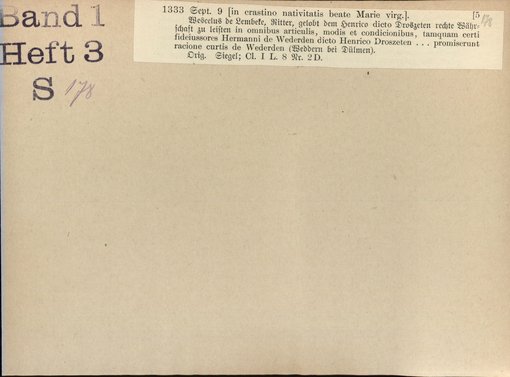 Band 1
Heft 3
S 178
1333 Sept. 9 [in crastino nativitatis beato Marie virg.]. [5
Wescelus de Lembeke, Ritter, gelobt dem Henrico dicto Droszeten rechte Währ-
schaft zu leisten in omnibus articulis, modis et condicionibus, tamquam certi
fideiussores Hermanni de Wederden dicto Henrico Droszeten . . . promiserunt
racione curtis de Wederden (Weddern bei Dülmen).
Orig. Siegel; Cl. I L. 8 Nr. 2 D.